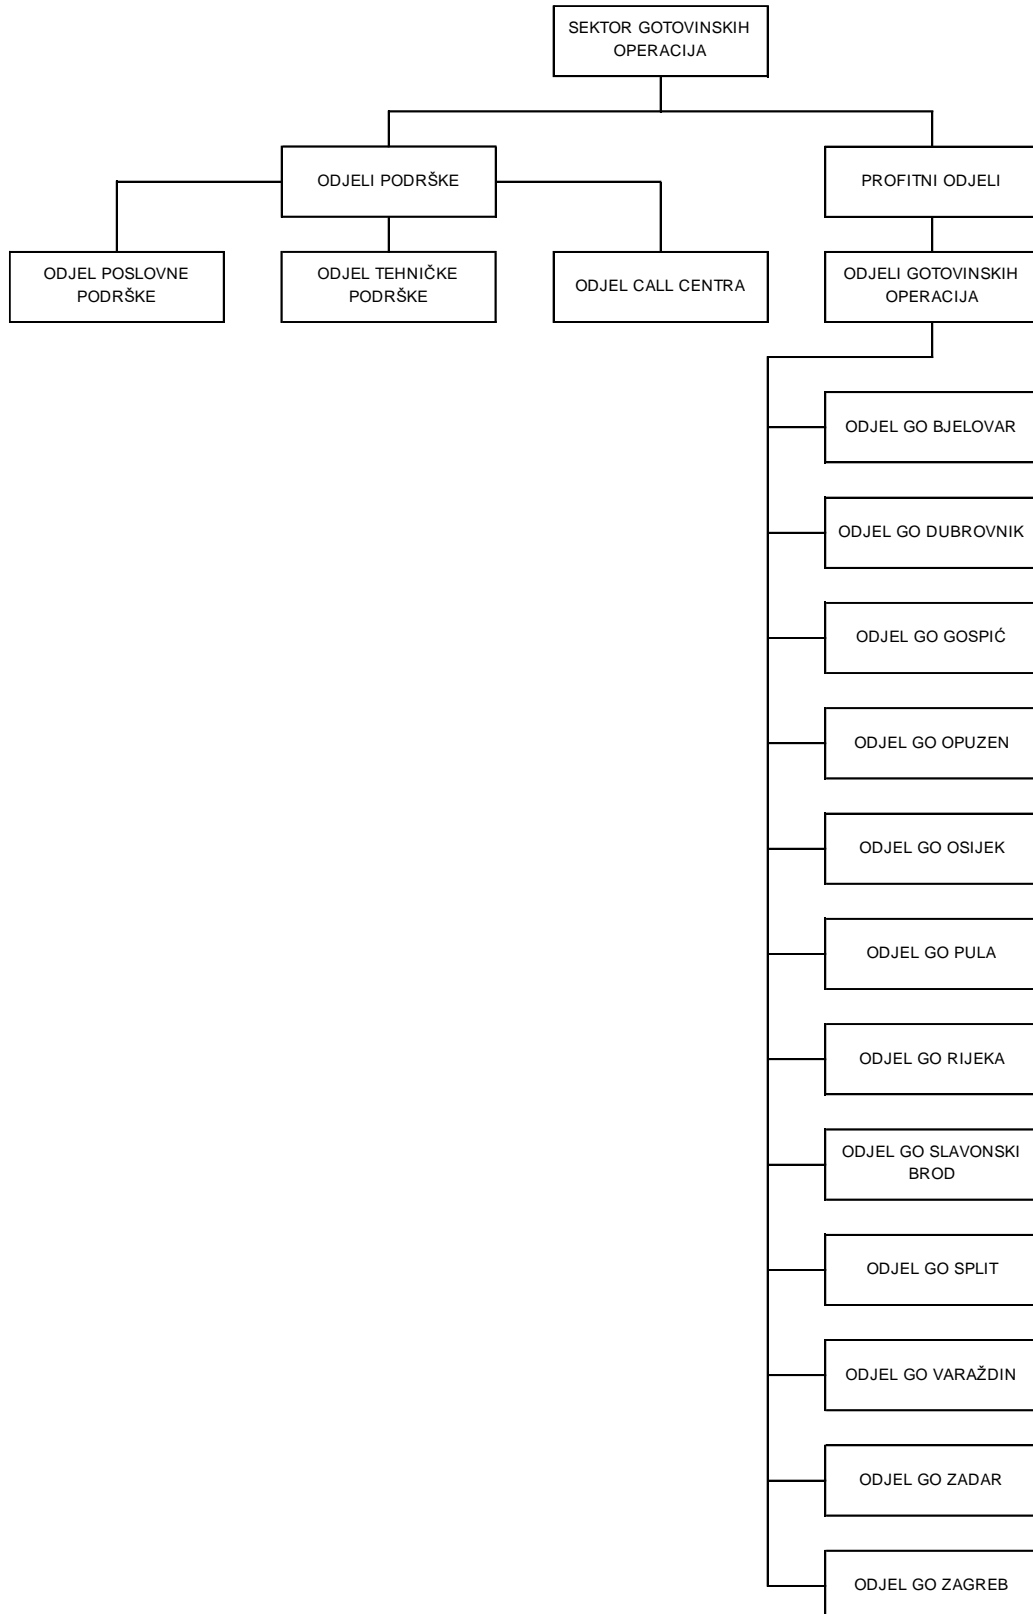 SEKTOR GOTOVINSKIH
OPERACIJA
ODJELI PODRŠKE
PROFITNI ODJELI
ODJEL POSLOVNE
PODRŠKE
ODJEL TEHNIČKE
PODRŠKE
ODJEL CALL CENTRA
ODJELI GOTOVINSKIH
OPERACIJA
ODJEL GO BJELOVAR
ODJEL GO DUBROVNIK
ODJEL GO GOSPIĆ
ODJEL GO OPUZEN
ODJEL GO OSIJEK
ODJEL GO PULA
ODJEL GO RIJEKA
ODJEL GO SLAVONSKI
BROD
ODJEL GO SPLIT
ODJEL GO VARAŽDIN
ODJEL GO ZADAR
ODJEL GO ZAGREB